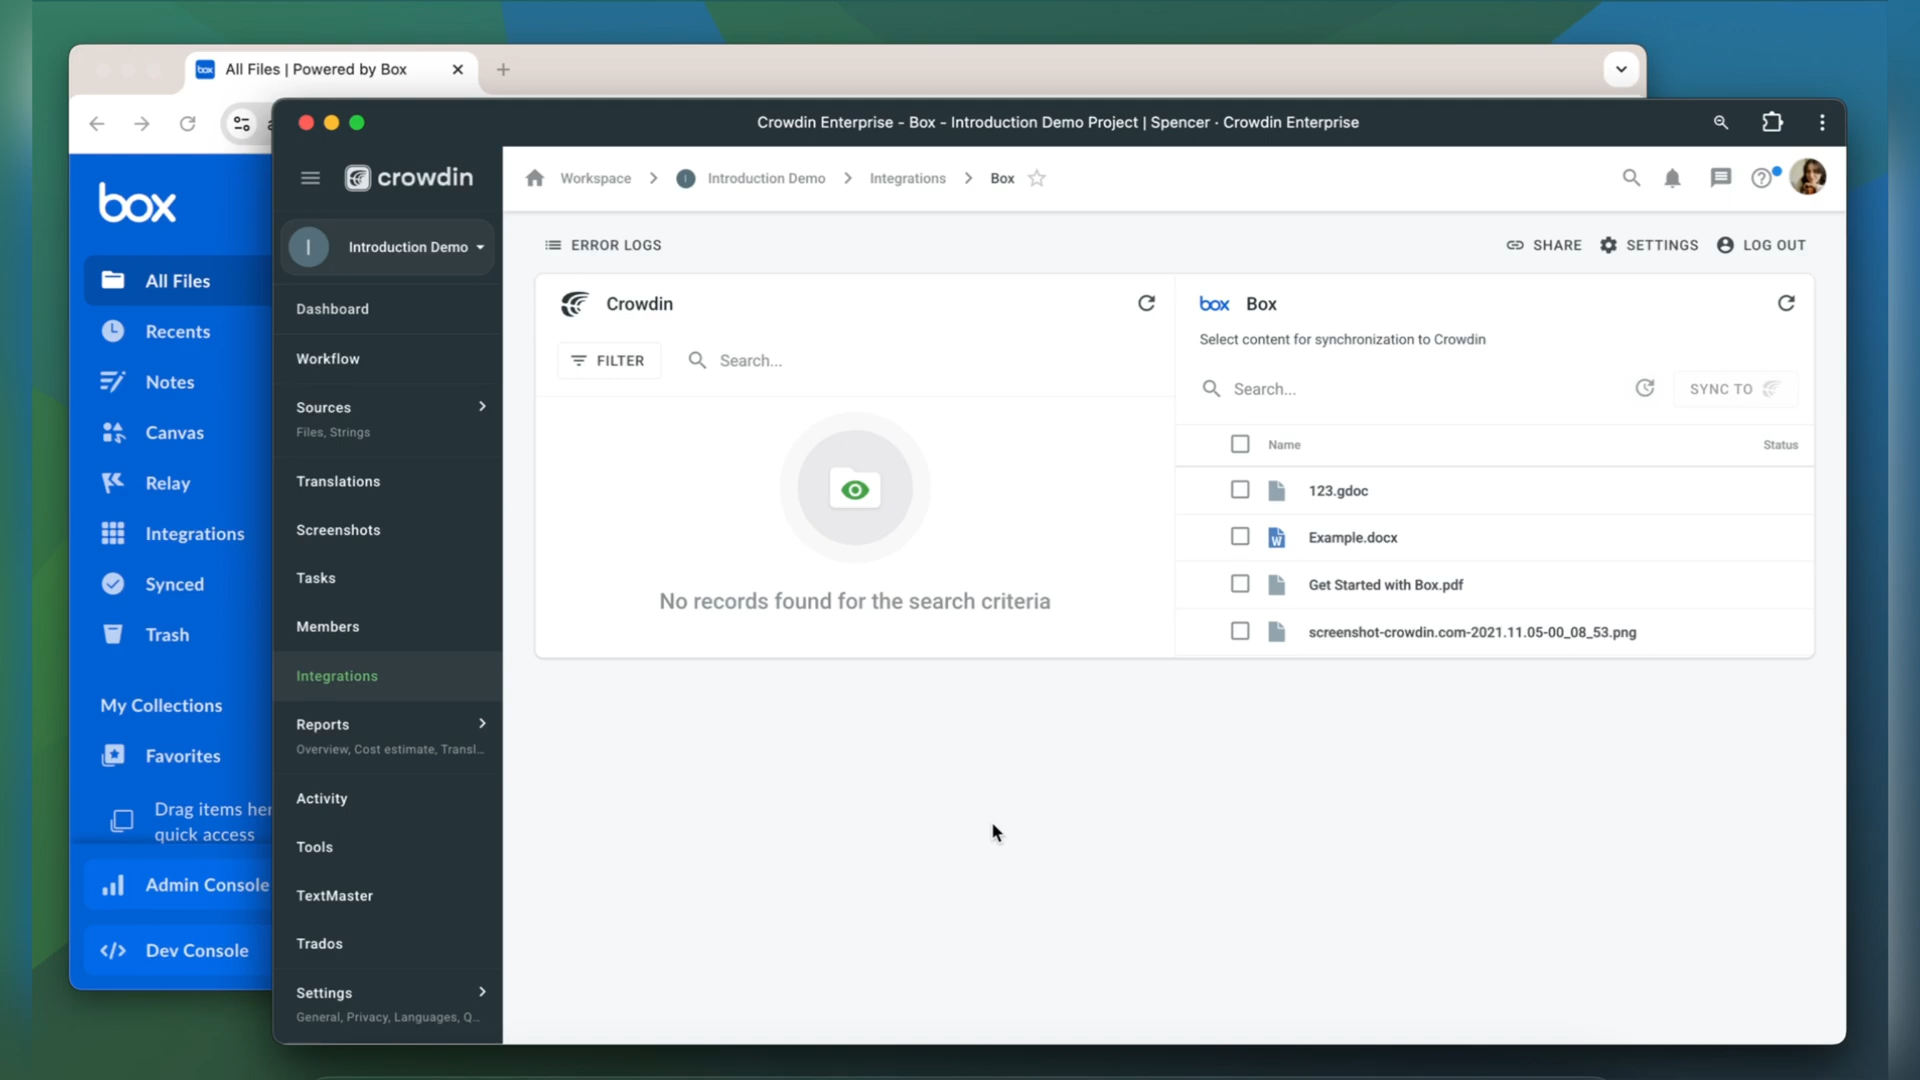 All Files | Powered by Box
Crowdin Enterprise - Box - Introduction Demo Project | Spencer · Crowdin Enterprise
box
All Files
Recents
Notes
Canvas
Relay
Integrations
Synced
Trash
My Collections
Favorites
Drag items her
quick access
Admin Console
Dev Console
crowdin
I
Introduction Demo
Dashboard
Workflow
Sources
Files, Strings
Translations
Screenshots
Tasks
Members
Integrations
Reports
Overview, Cost estimate, Transl...
Activity
Tools
TextMaster
Trados
Settings
General, Privacy, Languages, Q...
Workspace
Introduction Demo
Integrations
Box
ERROR LOGS
SHARE
SETTINGS
LOG OUT
Crowdin
FILTER
Search...
No records found for the search criteria
box
Box
Select content for synchronization to Crowdin
Search...
SYNC TO
Name
Status
123.gdoc
Example.docx
Get Started with Box.pdf
screenshot-crowdin.com-2021.11.05-00_08_53.png